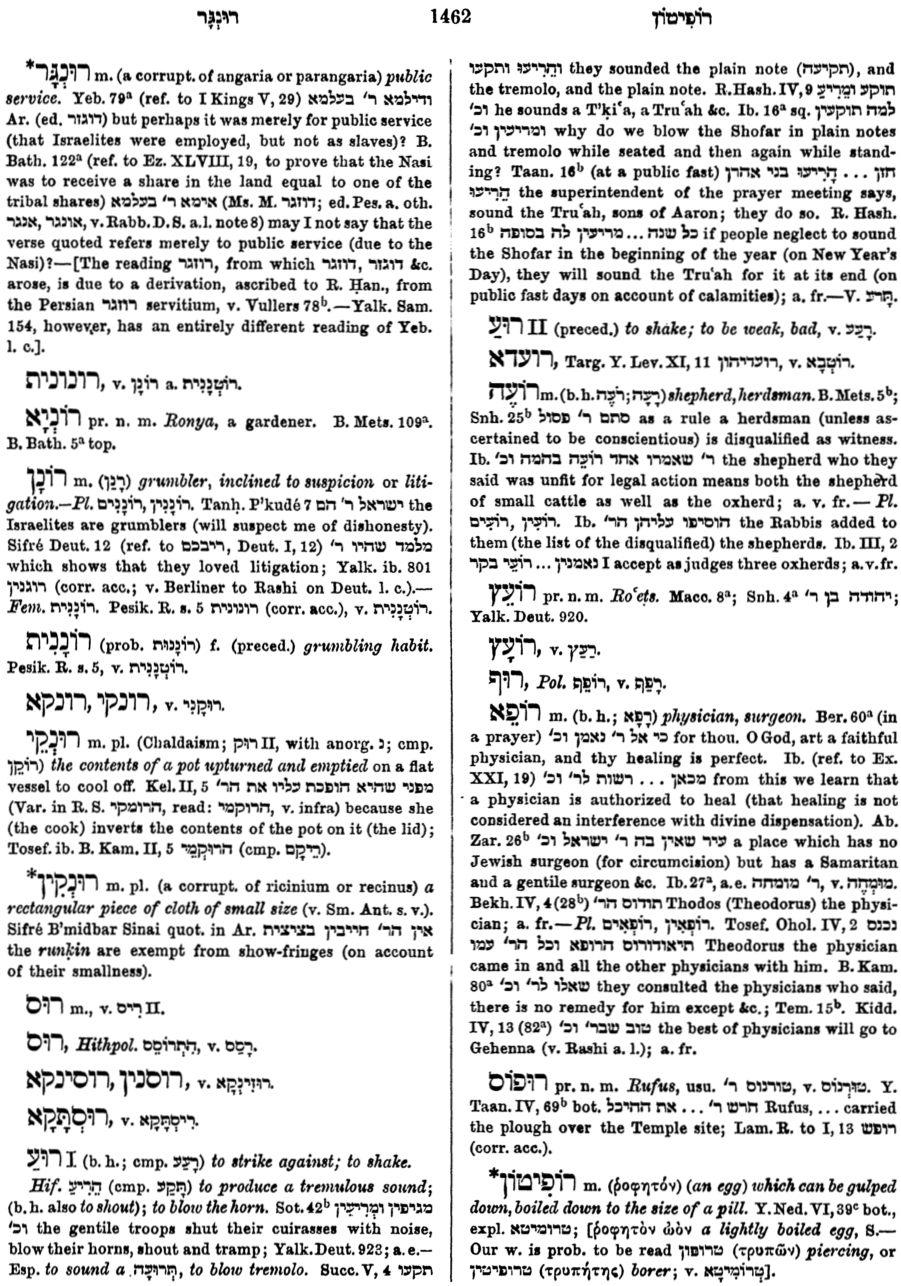 רוּנְגָּר 1462 רוֹפִיטוֹן
*רוּנְגָּר m. (a corrupt. of angaria or parangaria) public
service. Yeb. 79ᵃ (ref. to I Kings V, 29) ודילמא ר' בעלמא
Ar. (ed. דוגזר) but perhaps it was merely for public service
(that Israelites were employed, but not as slaves)? B.
Bath. 122ᵃ (ref. to Ez. XLVIII, 19, to prove that the Nasi
was to receive a share in the land equal to one of the
tribal shares) אימא ר' בעלמא (Ms. M. דוזגר; ed. Pes. a. oth.
אונגר, אנגר, v. Rabb. D. S. a. l. note 8) may I not say that the
verse quoted refers merely to public service (due to the
Nasi)?—[The reading רוזגר, from which דוזגר, דוגזר &c.
arose, is due to a derivation, ascribed to R. Ḥan., from
the Persian רוזגר servitium, v. Vullers 78ᵇ.—Yalk. Sam.
154, however, has an entirely different reading of Yeb.
l. c.].
רונונית, v. רוֹנָן a. רוֹטְנָנִית.
רוֹנְיָא pr. n. m. Ronya, a gardener. B. Mets. 109ᵃ.
B. Bath. 5ᵃ top.
רוֹנָן m. (רָנַן) grumbler, inclined to suspicion or liti-
gation.—Pl. רוֹנָנִים, רוֹנָנִין. Tanḥ. P'kudé 7 ישראל ר' הם the
Israelites are grumblers (will suspect me of dishonesty).
Sifré Deut. 12 (ref. to ריבכם, Deut. I, 12) מלמד שהיו ר'
which shows that they loved litigation; Yalk. ib. 801
רוגנין (corr. acc.; v. Berliner to Rashi on Deut. l. c.).—
Fem. רוֹנָנִית. Pesik. R. s. 5 רונונית (corr. acc.), v. רוֹטְנָנִית.
רוֹנָנִית (prob. רוֹנָנוּת) f. (preced.) grumbling habit.
Pesik. R. s. 5, v. רוֹטְנָנִית.
רונקי, רונקא, v. רוּקָנִי.
רוּנְקֵי m. pl. (Chaldaism; רוּק II, with anorg. נ; cmp.
רוֹקֵן) the contents of a pot upturned and emptied on a flat
vessel to cool off. Kel. II, 5 מפני שהיא הופכת עליו את הר'
(Var. in R. S. הרוקמי, הרומקי, read: הרוקמי, v. infra) because she
(the cook) inverts the contents of the pot on it (the lid);
Tosef. ib. B. Kam. II, 5 הרוּקְמֵי (cmp. רֵיקָם).
*רוּנְקִין m. pl. (a corrupt. of ricinium or recinus) a
rectangular piece of cloth of small size (v. Sm. Ant. s. v.).
Sifré B'midbar Sinai quot. in Ar. אין הר' חייבין בציצית
the runḳin are exempt from show-fringes (on account
of their smallness).
רוּס m., v. רִיס II.
רוּס, Hithpol. הִתְרוֹסֵס, v. רָסַס.
רוסנין, רוסינקא, v. רוּזִינְקָא.
רוּסְתָּקָא, v. רִיסְתְּקָא.
רוּעַ I (b. h.; cmp. רָעַע) to strike against; to shake.
Hif. הֵרִיעַ (cmp. תָּקַע) to produce a tremulous sound;
(b. h. also to shout); to blow the horn. Sot. 42ᵇ מגיפין וּמְרִיעִין
וכ' the gentile troops shut their cuirasses with noise,
blow their horns, shout and tramp; Yalk. Deut. 923; a. e.—
Esp. to sound a תְּרוּעָה, to blow tremolo. Succ. V, 4 תקעו
וְהֵרִיעוּ ותקעו they sounded the plain note (תקיעה), and
the tremolo, and the plain note. R. Hash. IV, 9 תוקע וּמֵרִיעַ
וכ' he sounds a T'ḳiʿa, a Truʿah &c. Ib. 16ᵃ sq. למה תוקעין
ומריעין וכ' why do we blow the Shofar in plain notes
and tremolo while seated and then again while stand-
ing? Taan. 16ᵇ (at a public fast) חזן ... הָרִיעוּ בני אהרן
הֵרִיעוּ the superintendent of the prayer meeting says,
sound the Truʿah, sons of Aaron; they do so. R. Hash.
16ᵇ כל שנה ... מריעין לה בסופה if people neglect to sound
the Shofar in the beginning of the year (on New Year's
Day), they will sound the Truʿah for it at its end (on
public fast days on account of calamities); a. fr.—V. תָּרַע.
רוּעַ II (preced.) to shake; to be weak, bad, v. רָעַע.
רועדא, Targ. Y. Lev. XI, 11 רועדיהון, v. רוֹטְבָא.
רוֹעֶה m. (b. h. רֹעֶה; רָעָה) shepherd, herdsman. B. Mets. 5ᵇ;
Snh. 25ᵇ סתם ר' פסול as a rule a herdsman (unless as-
certained to be conscientious) is disqualified as witness.
Ib. ר' שאמרו אחד רוֹעֵה בהמה וכ' the shepherd who they
said was unfit for legal action means both the shepherd
of small cattle as well as the oxherd; a. v. fr.—Pl.
רוֹעִים, רוֹעִין. Ib. הוסיפו עליהן הר' the Rabbis added to
them (the list of the disqualified) the shepherds. Ib. III, 2
נאמנין ... רוֹעֵי בקר I accept as judges three oxherds; a. v. fr.
רוֹעֵץ pr. n. m. Roʿets. Macc. 8ᵃ; Snh. 4ᵃ יהודה בן ר';
Yalk. Deut. 920.
רוֹעָץ, v. רַעַץ.
רוּף, Pol. רוֹפֵף, v. רָפַף.
רוֹפֵא m. (b. h.; רָפָא) physician, surgeon. Ber. 60ᵃ (in
a prayer) כי אל ר' נאמן וכ' for thou. O God, art a faithful
physician, and thy healing is perfect. Ib. (ref. to Ex.
XXI, 19) מכאן ... רשות לר' וכ' from this we learn that
a physician is authorized to heal (that healing is not
considered an interference with divine dispensation). Ab.
Zar. 26ᵇ עיר שאין בה ר' ישראל וכ' a place which has no
Jewish surgeon (for circumcision) but has a Samaritan
and a gentile surgeon &c. Ib. 27ᵃ, a. e. ר' מומחה, v. מוּמְחֶה.
Bekh. IV, 4 (28ᵇ) תודוס הר' Thodos (Theodorus) the physi-
cian; a. fr.—Pl. רוֹפְאִים, רוֹפְאִין. Tosef. Ohol. IV, 2 נכנס
תיאודורוס הרופא וכל הר' עמו Theodorus the physician
came in and all the other physicians with him. B. Kam.
80ᵃ שאלו לר' וכ' they consulted the physicians who said,
there is no remedy for him except &c.; Tem. 15ᵇ. Kidd.
IV, 13 (82ᵃ) טוב שבר' וכ' the best of physicians will go to
Gehenna (v. Rashi a. l.); a. fr.
רוּפוֹס pr. n. m. Rufus, usu. טורנוס ר', v. טוּרְנוֹס. Y.
Taan. IV, 69ᵇ bot. חרש ר' ... את ההיכל Rufus, ... carried
the plough over the Temple site; Lam. R. to I, 13 רופש
(corr. acc.).
*רוֹפִיטוֹן m. (ῥοφητόν) (an egg) which can be gulped
down, boiled down to the size of a pill. Y. Ned. VI, 39ᶜ bot.,
expl. טרומיטא; [ῥοφητὸν ὠὸν a lightly boiled egg, S.—
Our w. is prob. to be read טרופון (τρυπῶν) piercing, or
טרופיטין (τρυπήτης) borer; v. טְרוֹמִיטָא].